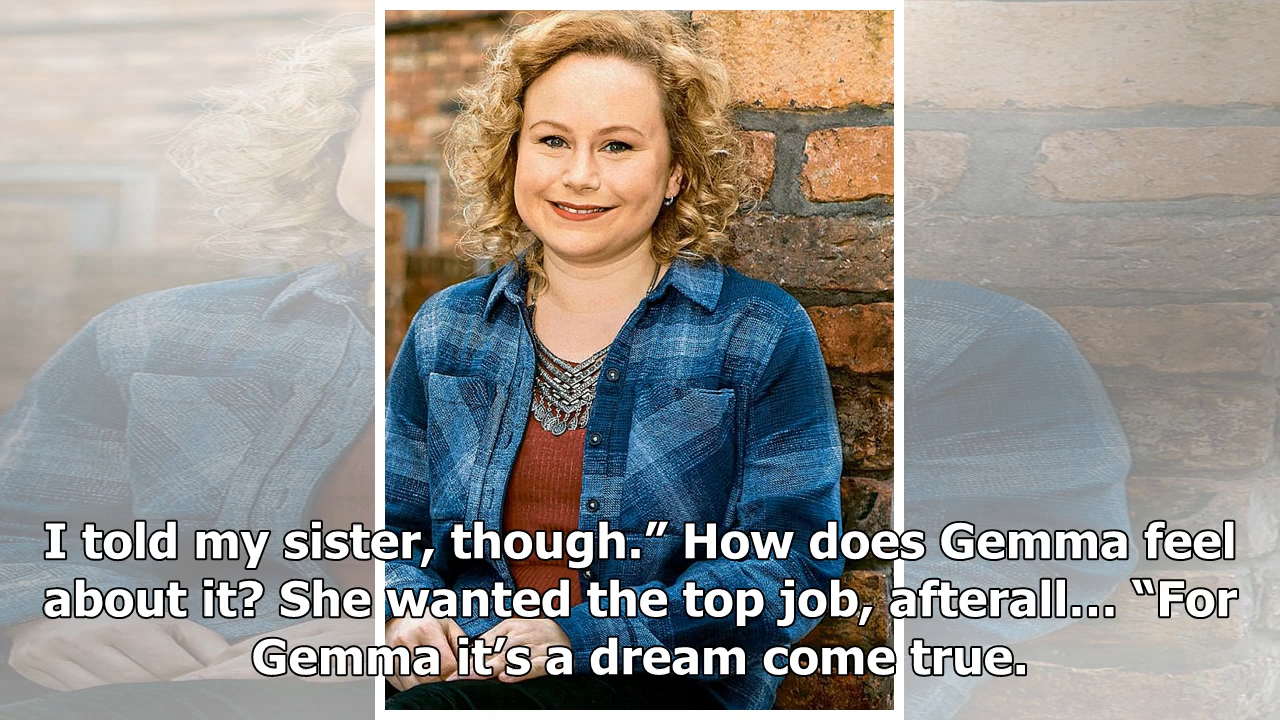 I told my sister, though.” How does Gemma feel
about it? She wanted the top job, afterall... “For
Gemma it’s a dream come true.